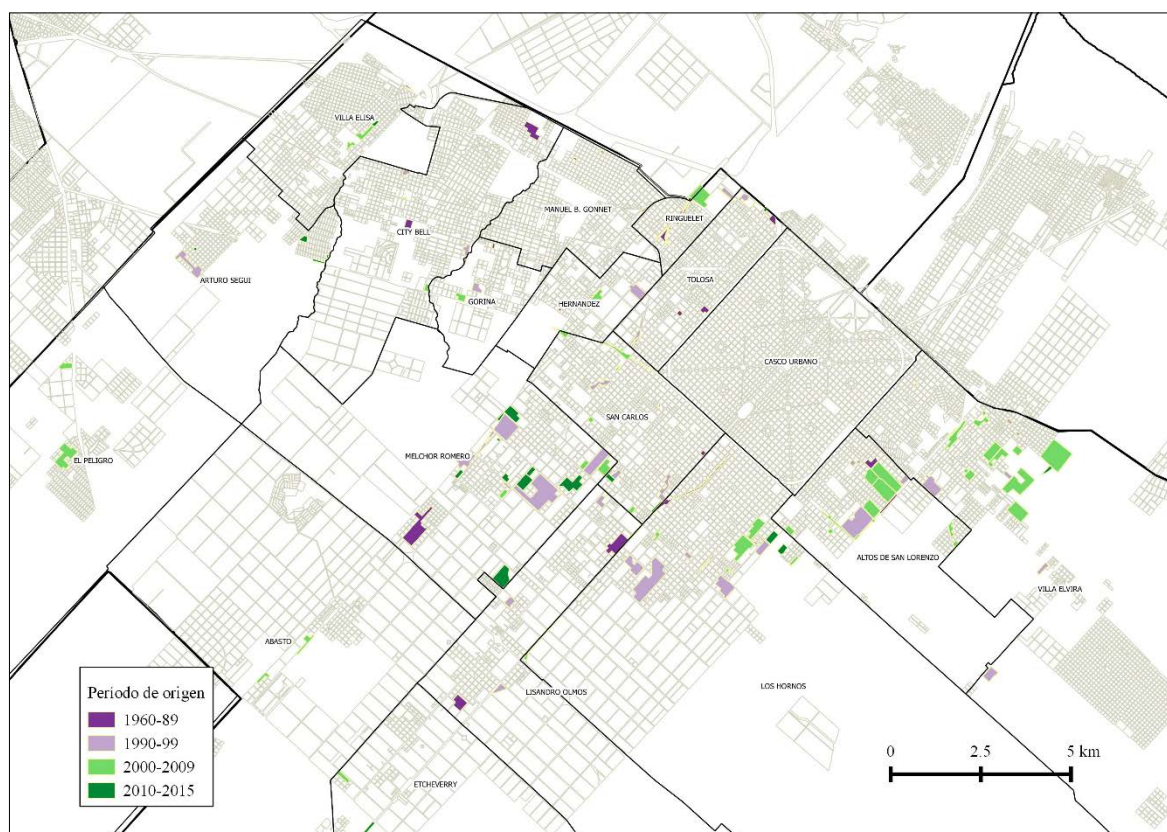 VILLA ELISA
MANUEL B. GONNET
RINGUELET
CITY BELL
ARTURO SEGUI
TOLOSA
GORINA
HERNANDEZ
CASCO URBANO
SAN CARLOS
MELCHOR ROMERO
EL PELIGRO
ALTOS DE SAN LORENZO
VILLA ELVIRA
ABASTO
LISANDRO OLMOS
LOS HORNOS
ETCHEVERRY
Periodo de origen
1960-89
1990-99
2000-2009
2010-2015
0 2.5 5 km